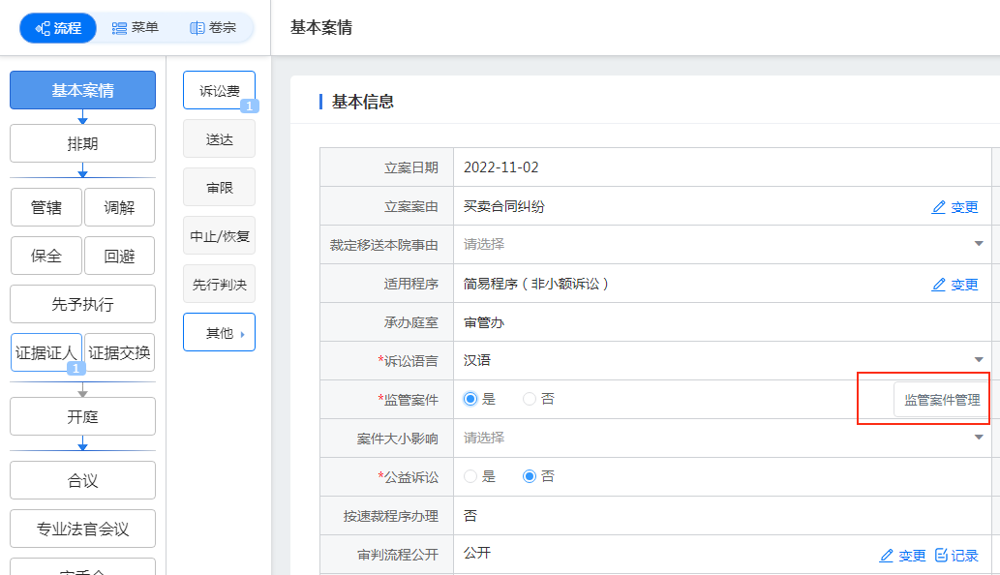 流程 菜单 卷宗
基本案情
基本案情
排期
管辖 调解
保全 回避
先予执行
证据证人 证据交换
1
开庭
合议
专业法官会议
诉讼费
1
送达
审限
中止/恢复
先行判决
其他
基本信息
立案日期 2022-11-02
立案案由 买卖合同纠纷 变更
裁定移送本院事由 请选择
适用程序 简易程序（非小额诉讼） 变更
承办庭室 审管办
*诉讼语言 汉语
*监管案件 是 否 监管案件管理
案件大小影响 请选择
*公益诉讼 是 否
按速裁程序办理 否
审判流程公开 公开 变更 记录